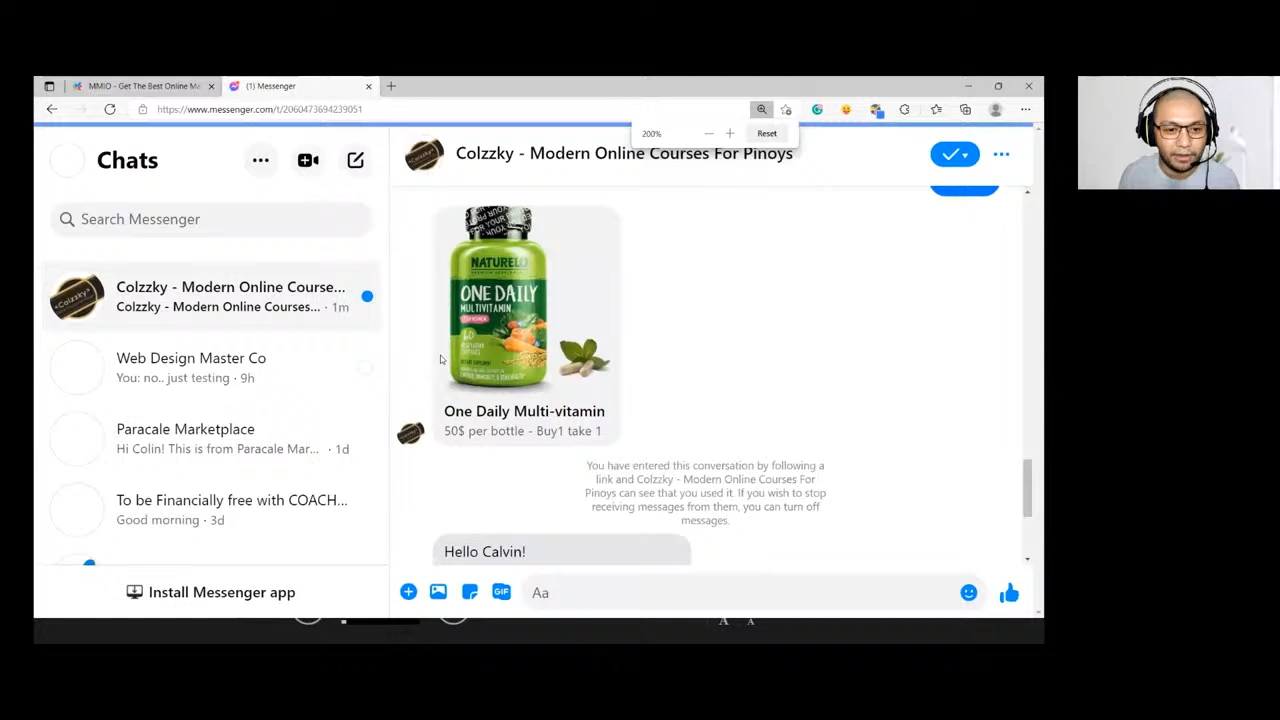 MMIO - Get The Best Online Ma
(1) Messenger
https://www.messenger.com/t/2060473694239051
200%
Reset
Chats
Search Messenger
Colzzky - Modern Online Course...
Colzzky - Modern Online Courses... · 1m
Web Design Master Co
You: no.. just testing · 9h
Paracale Marketplace
Hi Colin! This is from Paracale Mar... · 1d
To be Financially free with COACH...
Good morning · 3d
Install Messenger app
Colzzky - Modern Online Courses For Pinoys
NATURELO
ONE DAILY
MULTIVITAMIN
60
One Daily Multi-vitamin
50$ per bottle - Buy1 take 1
You have entered this conversation by following a
link and Colzzky - Modern Online Courses For
Pinoys can see that you used it. If you wish to stop
receiving messages from them, you can turn off
messages.
Hello Calvin!
GIF
Aa
A A